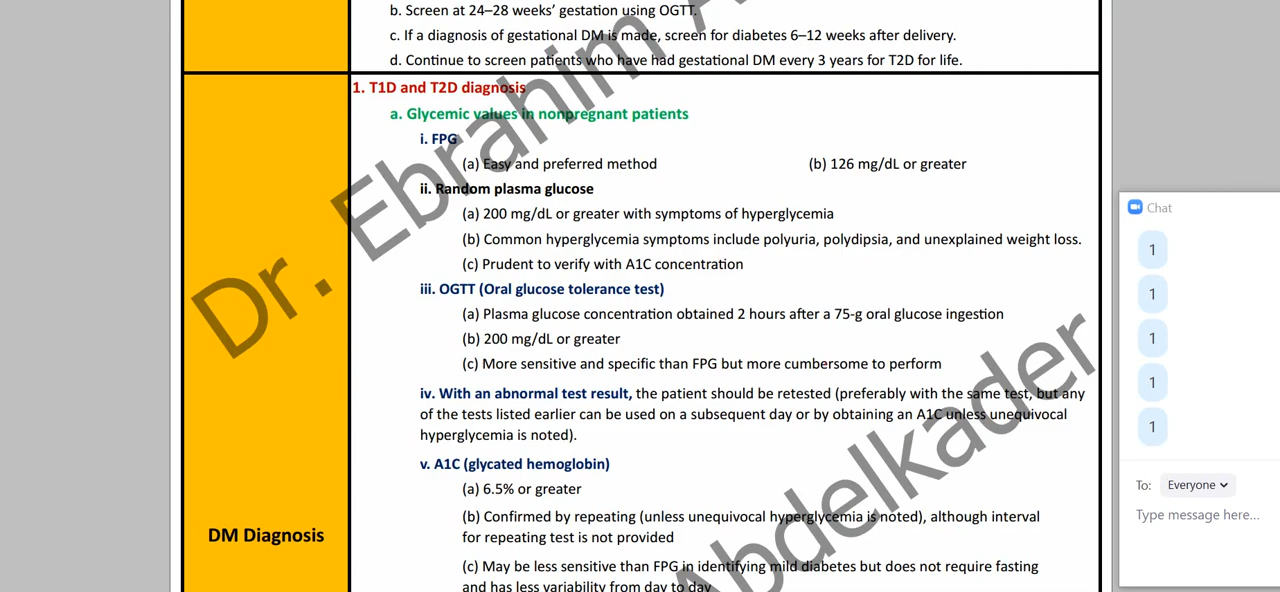 b. Screen at 24–28 weeks' gestation using OGTT.
c. If a diagnosis of gestational DM is made, screen for diabetes 6–12 weeks after delivery.
d. Continue to screen patients who have had gestational DM every 3 years for T2D for life.
1. T1D and T2D diagnosis
a. Glycemic values in nonpregnant patients
i. FPG
(a) Easy and preferred method (b) 126 mg/dL or greater
ii. Random plasma glucose
(a) 200 mg/dL or greater with symptoms of hyperglycemia
(b) Common hyperglycemia symptoms include polyuria, polydipsia, and unexplained weight loss.
(c) Prudent to verify with A1C concentration
iii. OGTT (Oral glucose tolerance test)
(a) Plasma glucose concentration obtained 2 hours after a 75-g oral glucose ingestion
(b) 200 mg/dL or greater
(c) More sensitive and specific than FPG but more cumbersome to perform
iv. With an abnormal test result, the patient should be retested (preferably with the same test, but any
of the tests listed earlier can be used on a subsequent day or by obtaining an A1C unless unequivocal
hyperglycemia is noted).
v. A1C (glycated hemoglobin)
(a) 6.5% or greater
(b) Confirmed by repeating (unless unequivocal hyperglycemia is noted), although interval
for repeating test is not provided
(c) May be less sensitive than FPG in identifying mild diabetes but does not require fasting
and has less variability from day to day
DM Diagnosis
Dr. Ebrahim A
Abdelkader
Chat
1
1
1
1
1
To: Everyone
Type message here...